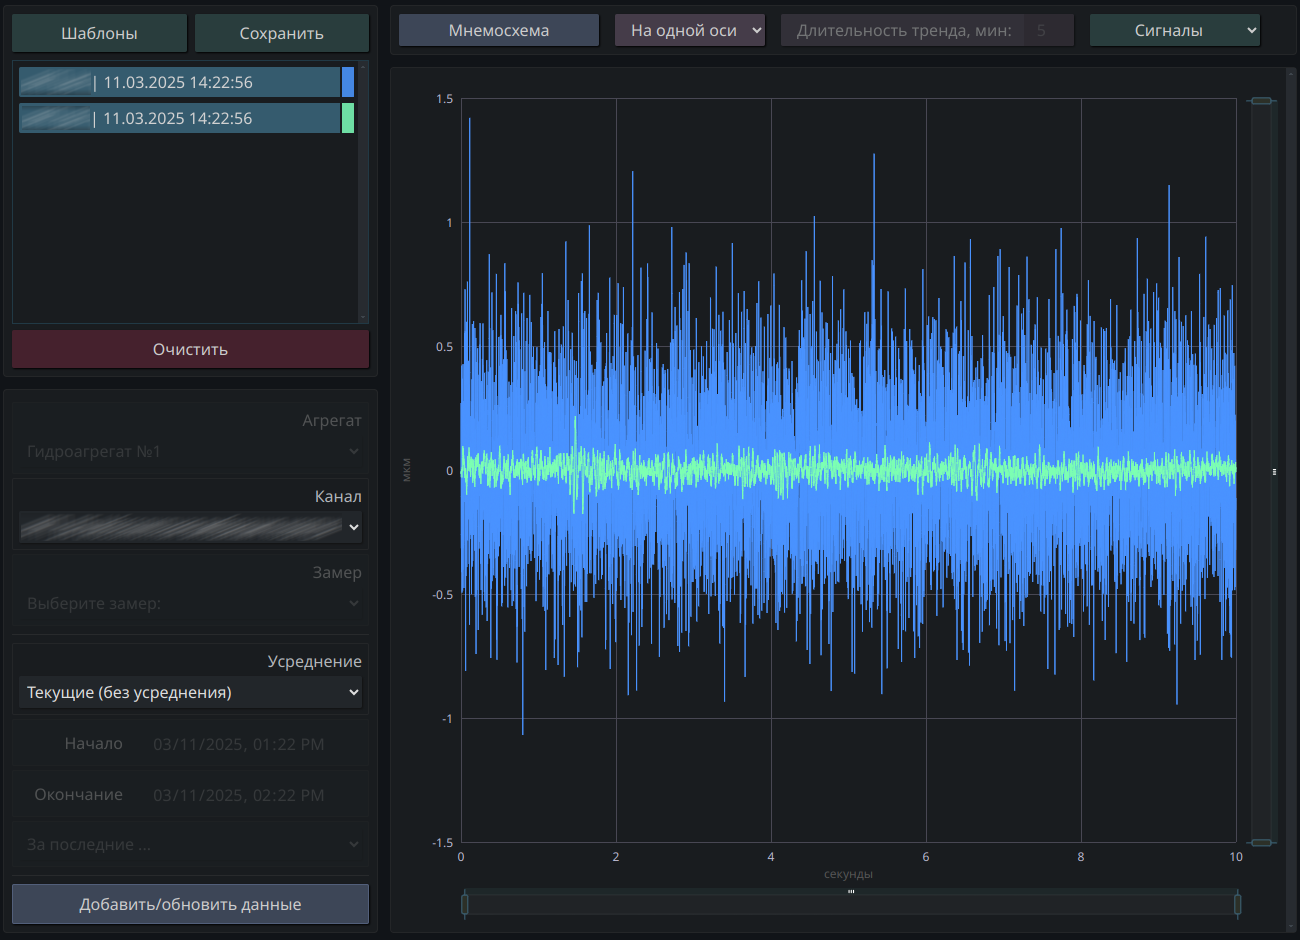 Шаблоны
Сохранить
| 11.03.2025 14:22:56
| 11.03.2025 14:22:56
Очистить
Агрегат
Гидроагрегат №1
Канал
Замер
Выберите замер:
Усреднение
Текущие (без усреднения)
Начало 03/11/2025, 01:22 PM
Окончание 03/11/2025, 02:22 PM
За последние ...
Добавить/обновить данные
Мнемосхема
На одной оси
Длительность тренда, мин: 5
Сигналы
1.5
1
0.5
0
-0.5
-1
-1.5
мкм
0 2 4 6 8 10
секунды